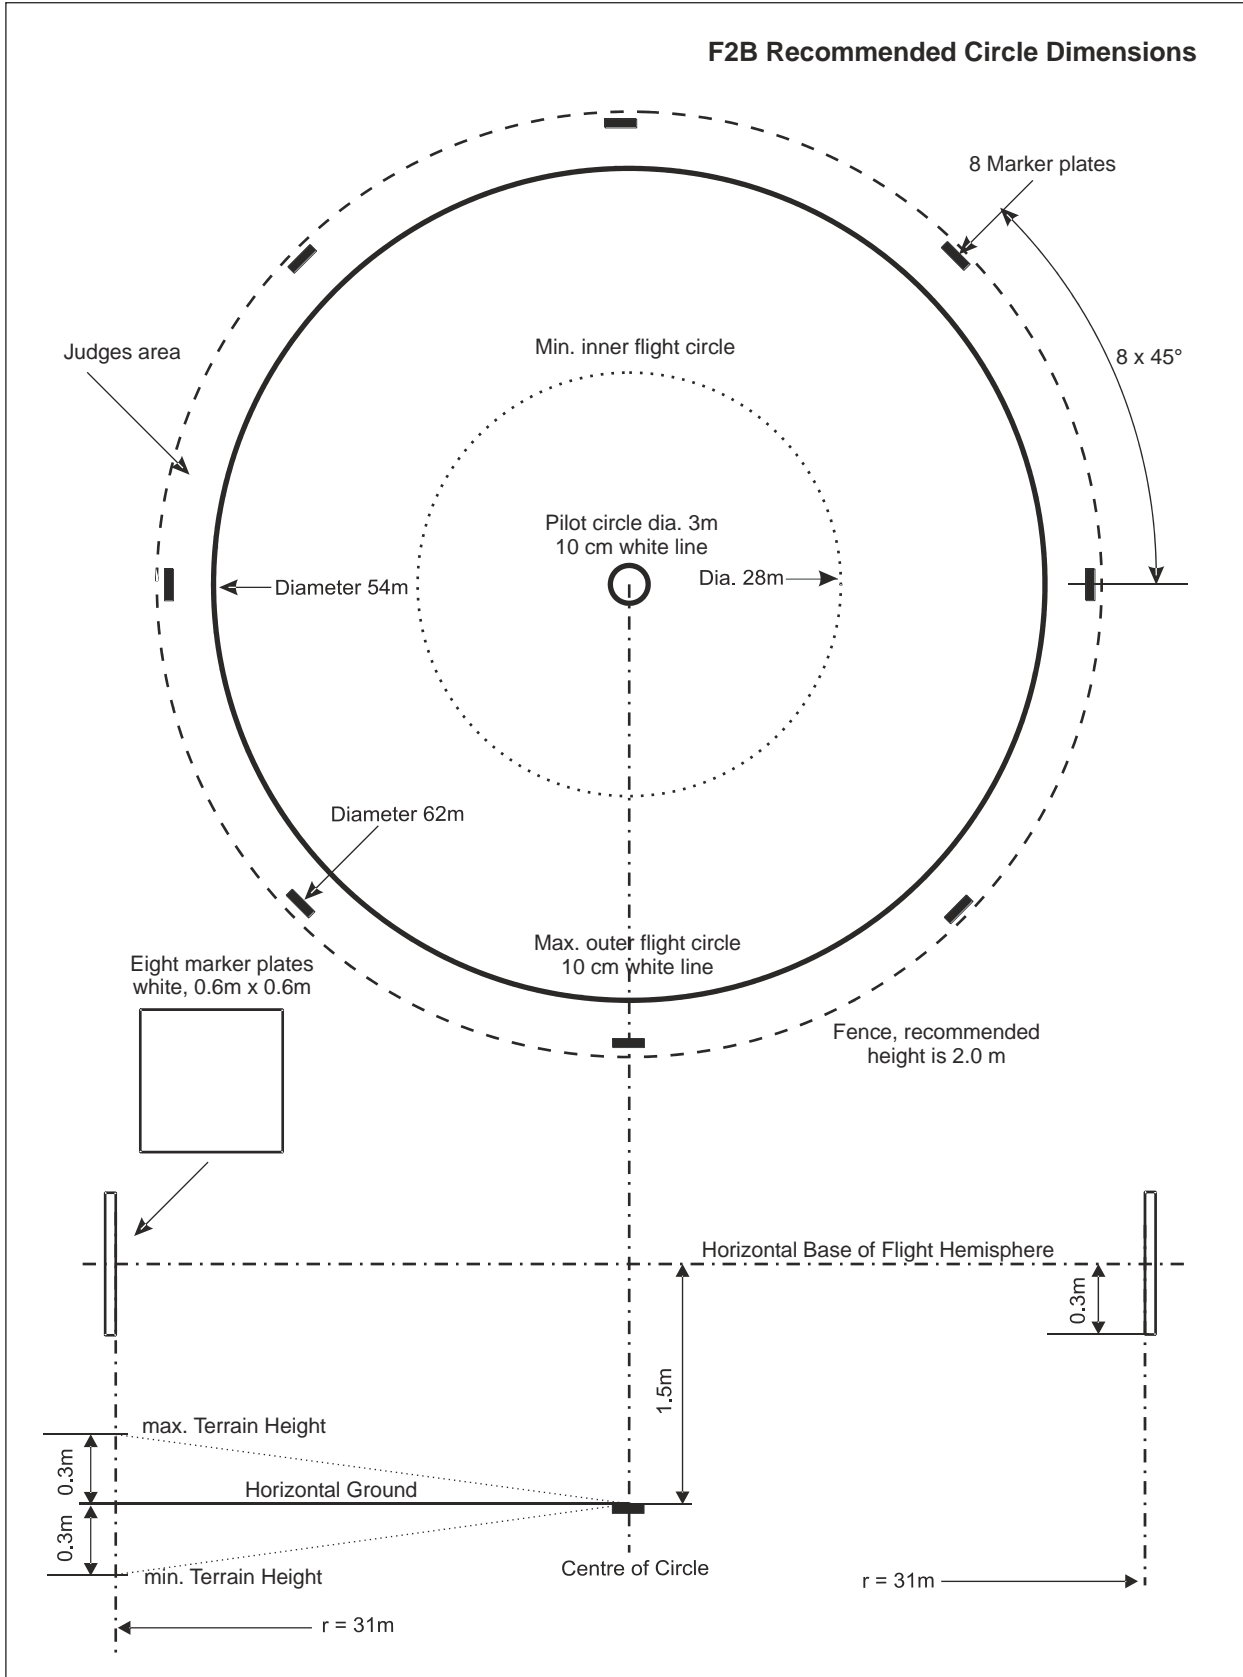 F2B Recommended Circle Dimensions
8 Marker plates
Judges area
Min. inner flight circle
8 x 45°
Pilot circle dia. 3m
10 cm white line
Diameter 54m
Dia. 28m
Diameter 62m
Max. outer flight circle
10 cm white line
Eight marker plates
white, 0.6m x 0.6m
Fence, recommended
height is 2.0 m
Horizontal Base of Flight Hemisphere
0.3m
1.5m
max. Terrain Height
0.3m
Horizontal Ground
0.3m
min. Terrain Height
Centre of Circle
r = 31m
r = 31m